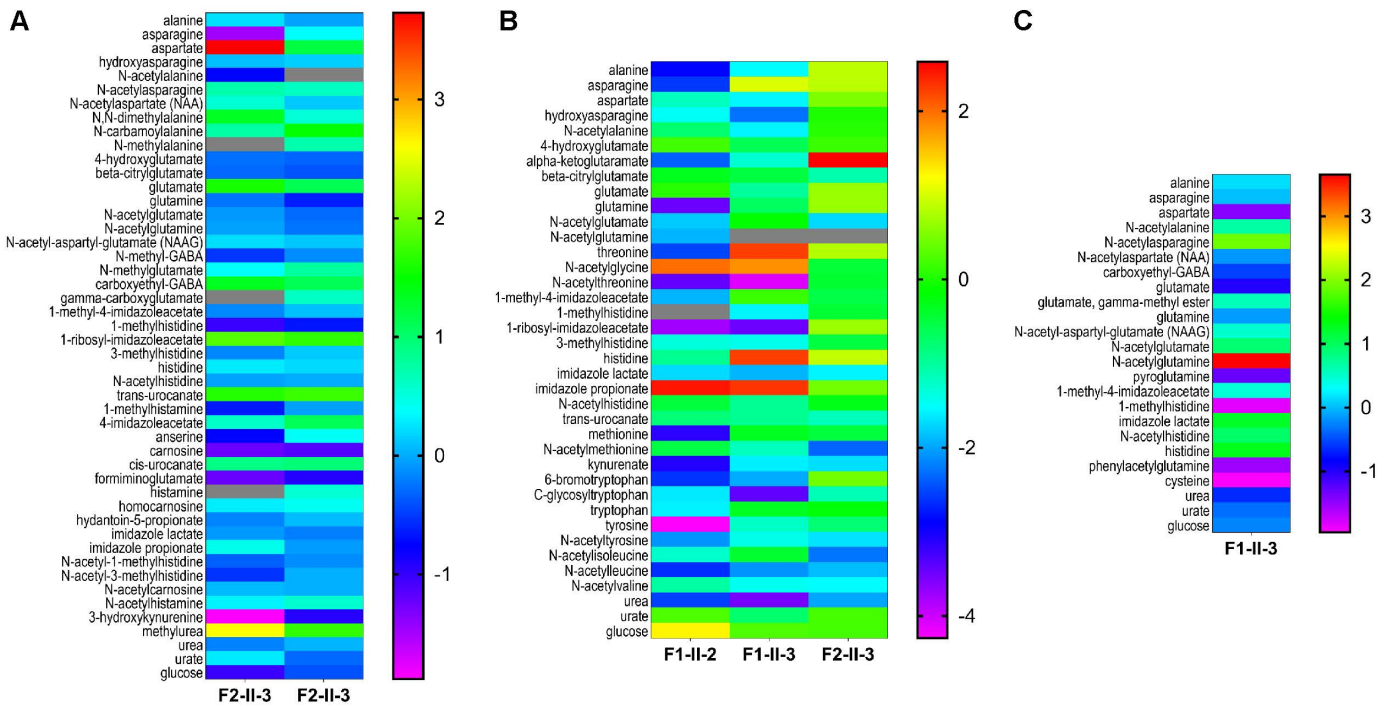 A
alanine
asparagine
aspartate
hydroxyasparagine
N-acetylalanine
N-acetylasparagine
N-acetylaspartate (NAA)
N,N-dimethylalanine
N-carbamoylalanine
N-methylalanine
4-hydroxyglutamate
beta-citrylglutamate
glutamate
glutamine
N-acetylglutamate
N-acetylglutamine
N-acetyl-aspartyl-glutamate (NAAG)
N-methyl-GABA
N-methylglutamate
carboxyethyl-GABA
gamma-carboxyglutamate
1-methyl-4-imidazoleacetate
1-methylhistidine
1-ribosyl-imidazoleacetate
3-methylhistidine
histidine
N-acetylhistidine
trans-urocanate
1-methylhistamine
4-imidazoleacetate
anserine
carnosine
cis-urocanate
formiminoglutamate
histamine
homocarnosine
hydantoin-5-propionate
imidazole lactate
imidazole propionate
N-acetyl-1-methylhistidine
N-acetyl-3-methylhistidine
N-acetylcarnosine
N-acetylhistamine
3-hydroxykynurenine
methylurea
urea
urate
glucose
F2-II-3 F2-II-3
3
2
1
0
-1
B
alanine
asparagine
aspartate
hydroxyasparagine
N-acetylalanine
4-hydroxyglutamate
alpha-ketoglutaramate
beta-citrylglutamate
glutamate
glutamine
N-acetylglutamate
N-acetylglutamine
threonine
N-acetylglycine
N-acetylthreonine
1-methyl-4-imidazoleacetate
1-methylhistidine
1-ribosyl-imidazoleacetate
3-methylhistidine
histidine
imidazole lactate
imidazole propionate
N-acetylhistidine
trans-urocanate
methionine
N-acetylmethionine
kynurenate
6-bromotryptophan
C-glycosyltryptophan
tryptophan
tyrosine
N-acetyltyrosine
N-acetylisoleucine
N-acetylleucine
N-acetylvaline
urea
urate
glucose
F1-II-2 F1-II-3 F2-II-3
2
0
-2
-4
C
alanine
asparagine
aspartate
N-acetylalanine
N-acetylasparagine
N-acetylaspartate (NAA)
carboxyethyl-GABA
glutamate
glutamate, gamma-methyl ester
glutamine
N-acetyl-aspartyl-glutamate (NAAG)
N-acetylglutamate
N-acetylglutamine
pyroglutamine
1-methyl-4-imidazoleacetate
1-methylhistidine
imidazole lactate
N-acetylhistidine
histidine
phenylacetylglutamine
cysteine
urea
urate
glucose
F1-II-3
3
2
1
0
-1